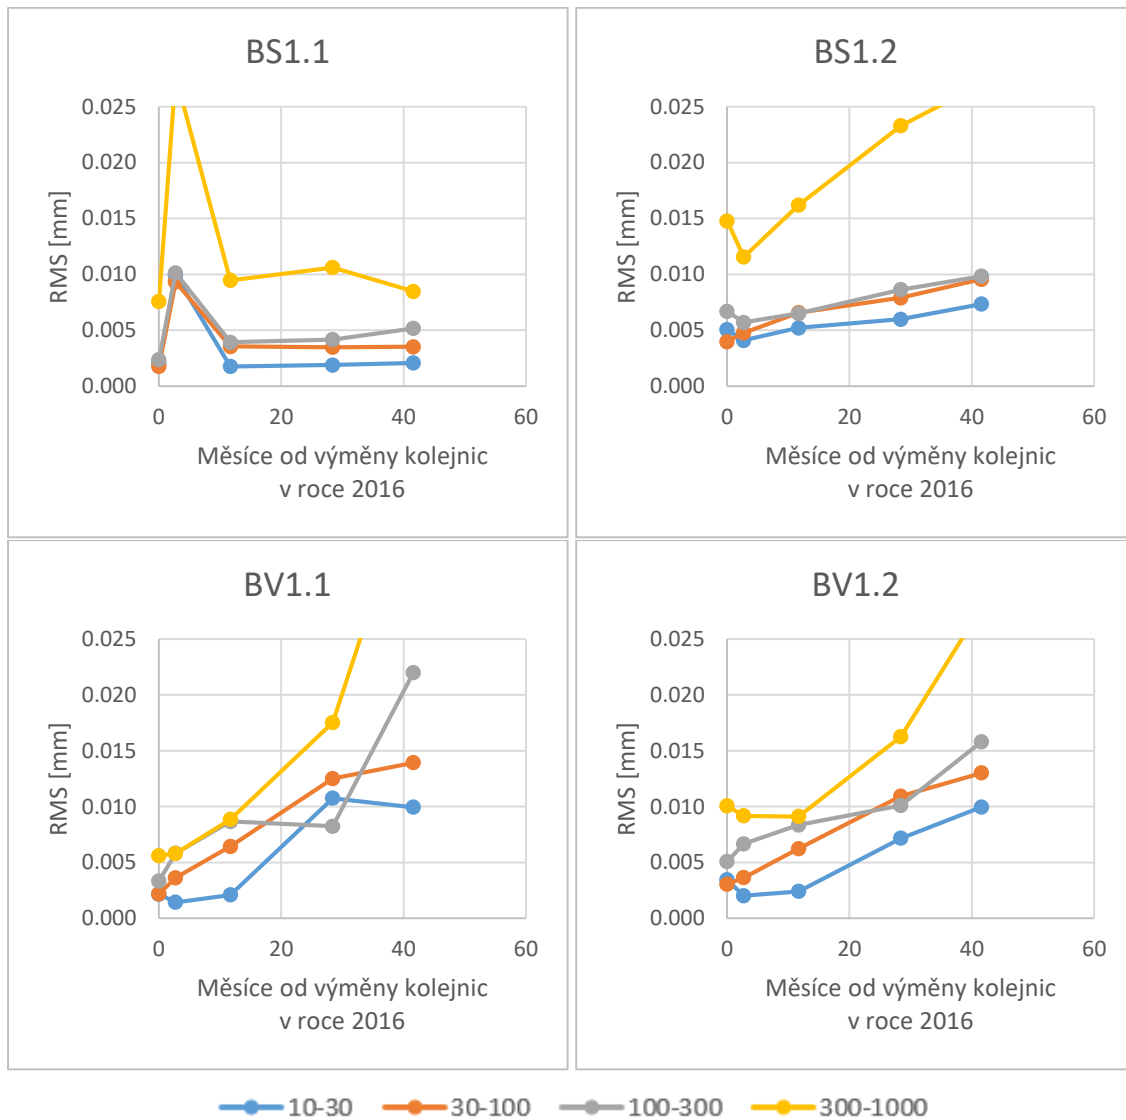 BS1.1
0.025
0.020
0.015
0.010
0.005
0.000
RMS [mm]
0 20 40 60
Měsíce od výměny kolejnic
v roce 2016
BS1.2
0.025
0.020
0.015
0.010
0.005
0.000
RMS [mm]
0 20 40 60
Měsíce od výměny kolejnic
v roce 2016
BV1.1
0.025
0.020
0.015
0.010
0.005
0.000
RMS [mm]
0 20 40 60
Měsíce od výměny kolejnic
v roce 2016
BV1.2
0.025
0.020
0.015
0.010
0.005
0.000
RMS [mm]
0 20 40 60
Měsíce od výměny kolejnic
v roce 2016
10-30 30-100 100-300 300-1000